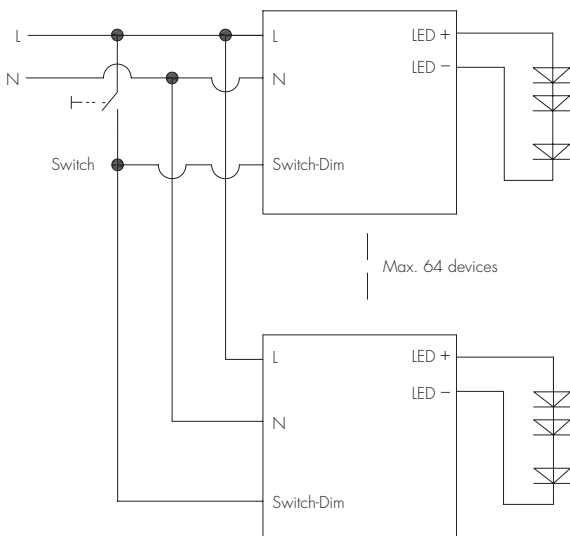 L
L
LED +
LED –
N
N
Switch
Switch-Dim
Max. 64 devices
L
LED +
LED –
N
Switch-Dim